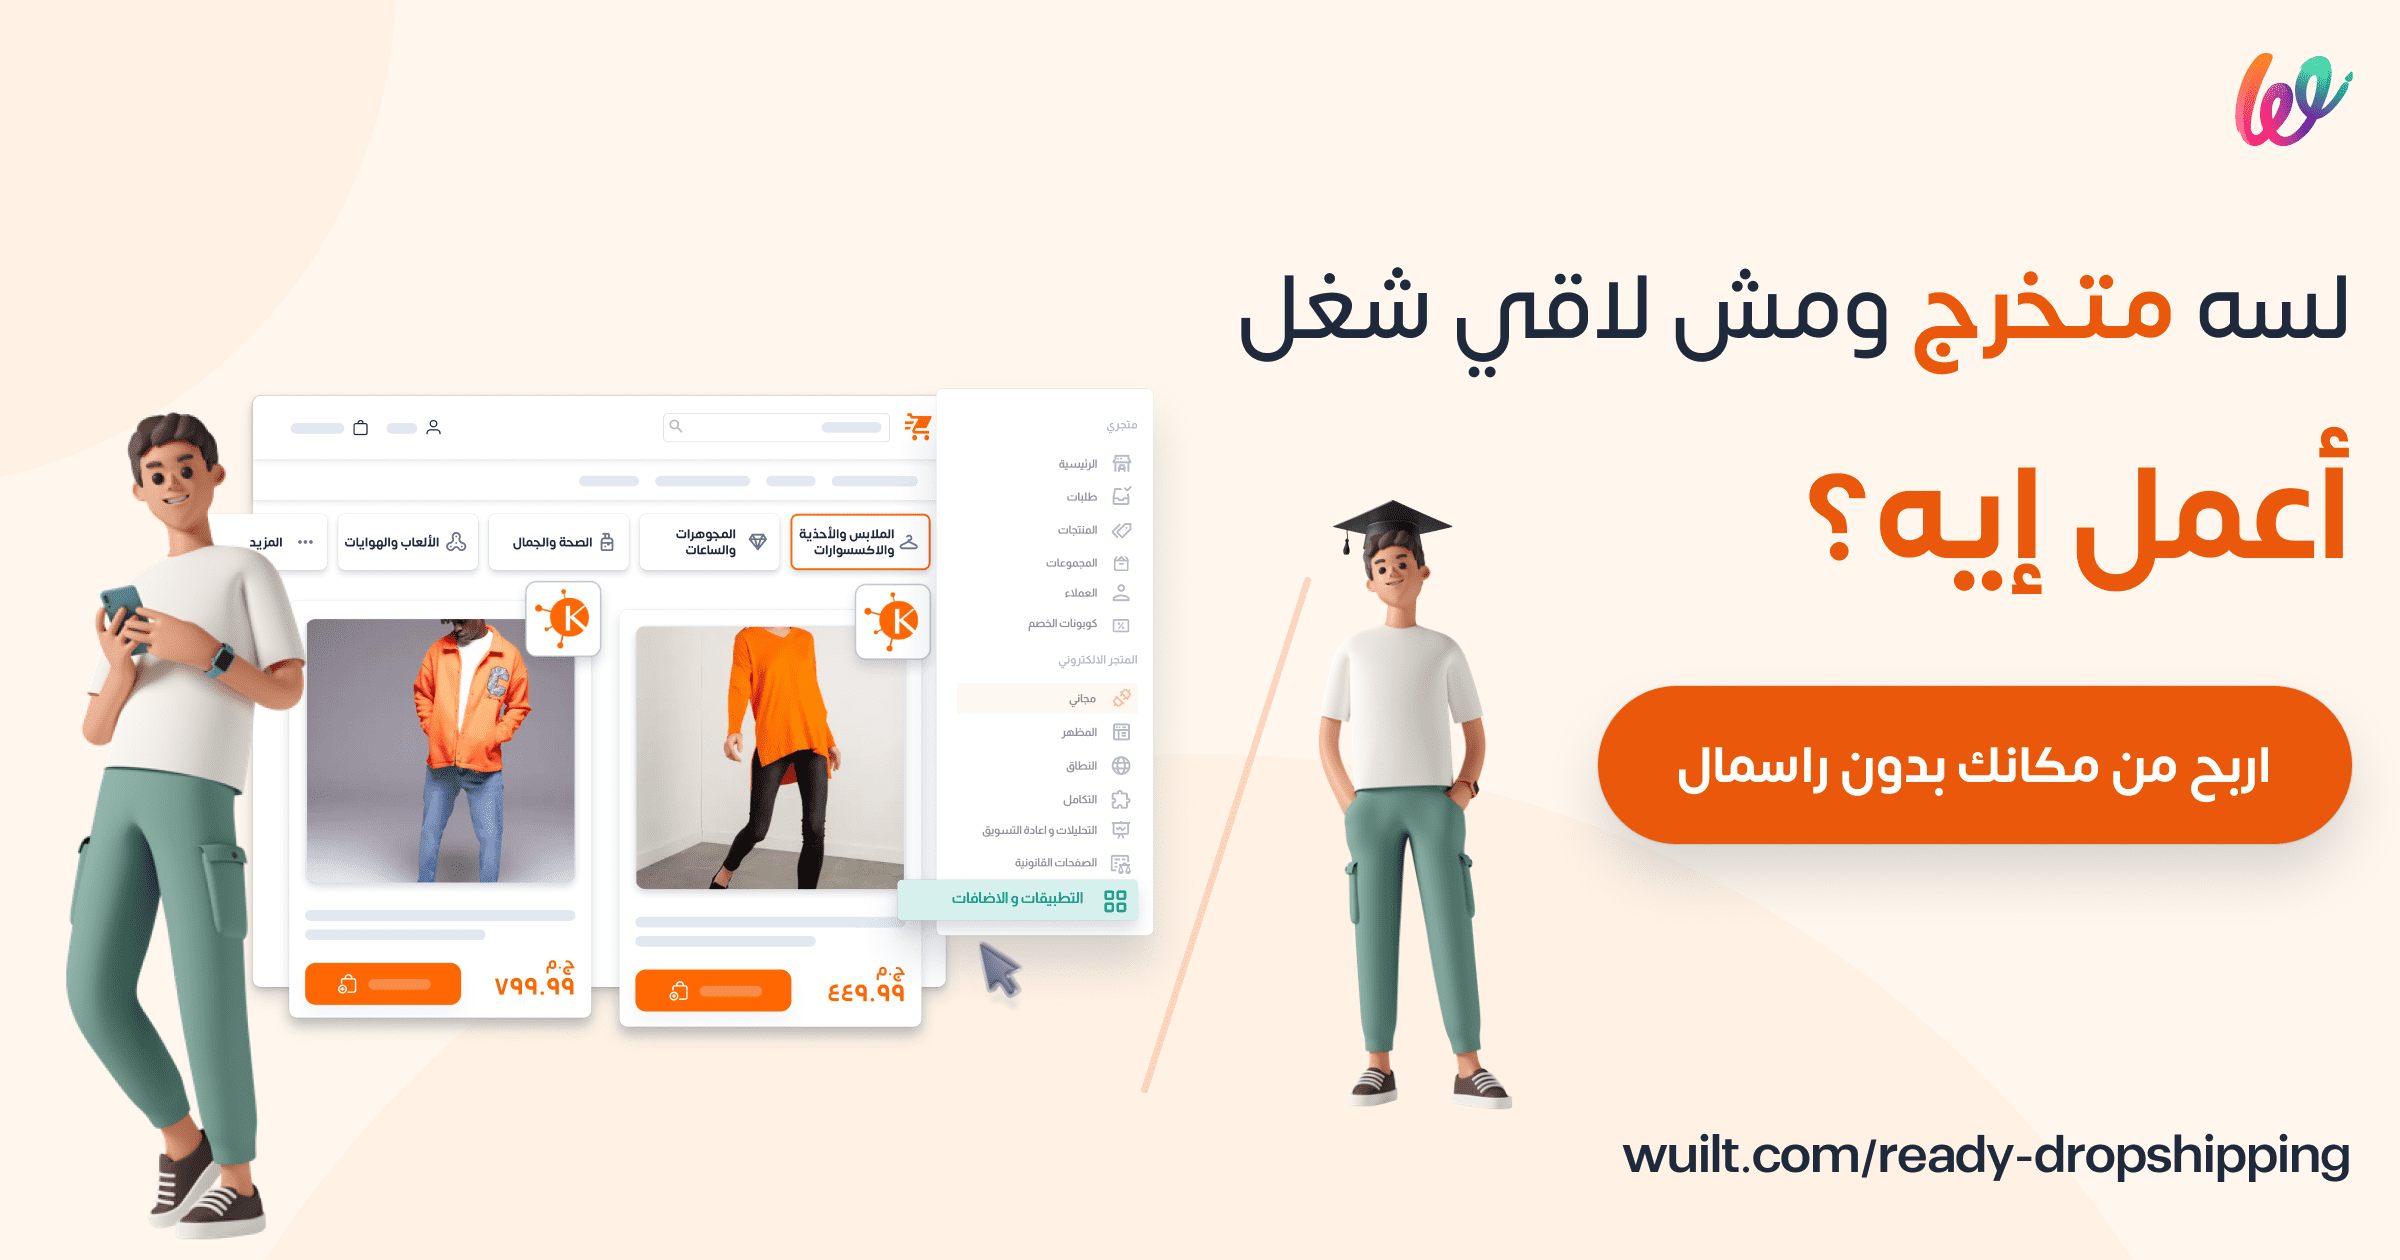 لسه متخرج ومش لاقي شغل
أعمل إيه؟
اربح من مكانك بدون راسمال
wuilt.com/ready-dropshipping
متجري
الرئيسية
طلبات
المنتجات
المجموعات
العملاء
كوبونات الخصم
المتجر الالكتروني
مجاني
المظهر
النطاق
التكامل
التحليلات و اعادة التسويق
الصفحات القانونية
التطبيقات و الاضافات
الملابس والأحذية
والاكسسوارات
المجوهرات
والساعات
الصحة والجمال
الألعاب والهوايات
المزيد
K
K
ج.م
٤٤٩.٩٩
ج.م
٧٩٩.٩٩